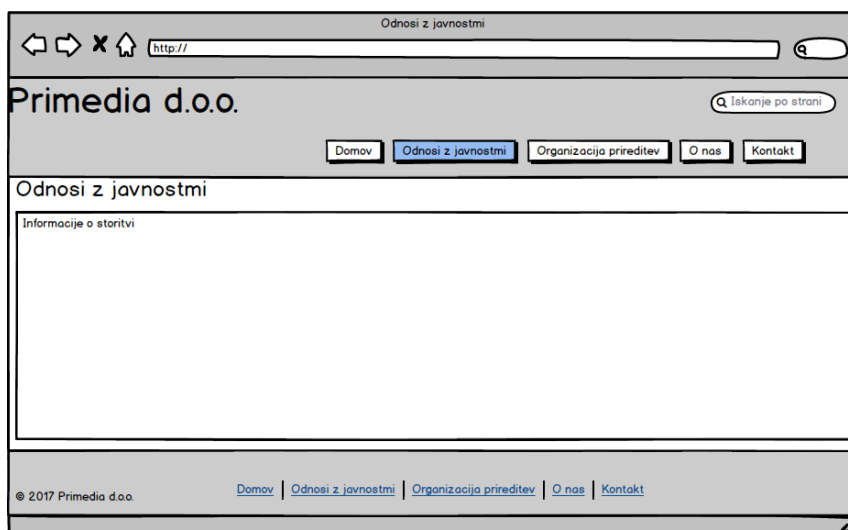 Odnosi z javnostmi
http://
Primedia d.o.o.
Iskanje po strani
Domov Odnosi z javnostmi Organizacija prireditev O nas Kontakt
Odnosi z javnostmi
Informacije o storitvi
© 2017 Primedia d.o.o. Domov Odnosi z javnostmi Organizacija prireditev O nas Kontakt